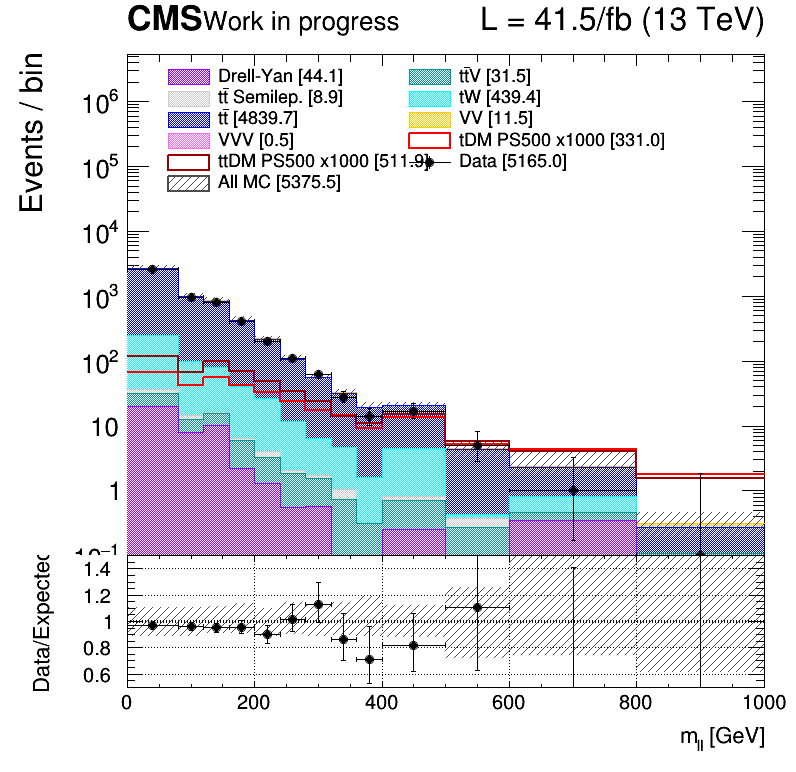 CMS Work in progress L = 41.5/fb (13 TeV)
Events / bin
Drell-Yan [44.1] tt̄V [31.5]
tt̄ Semilep. [8.9] tW [439.4]
tt̄ [4839.7] VV [11.5]
VVV [0.5] tDM PS500 x1000 [331.0]
ttDM PS500 x1000 [511.9] Data [5165.0]
All MC [5375.5]
10⁶
10⁵
10⁴
10³
10²
10
1
10⁻¹
Data/Expected
1.4
1.2
1
0.8
0.6
0 200 400 600 800 1000
m_ll [GeV]